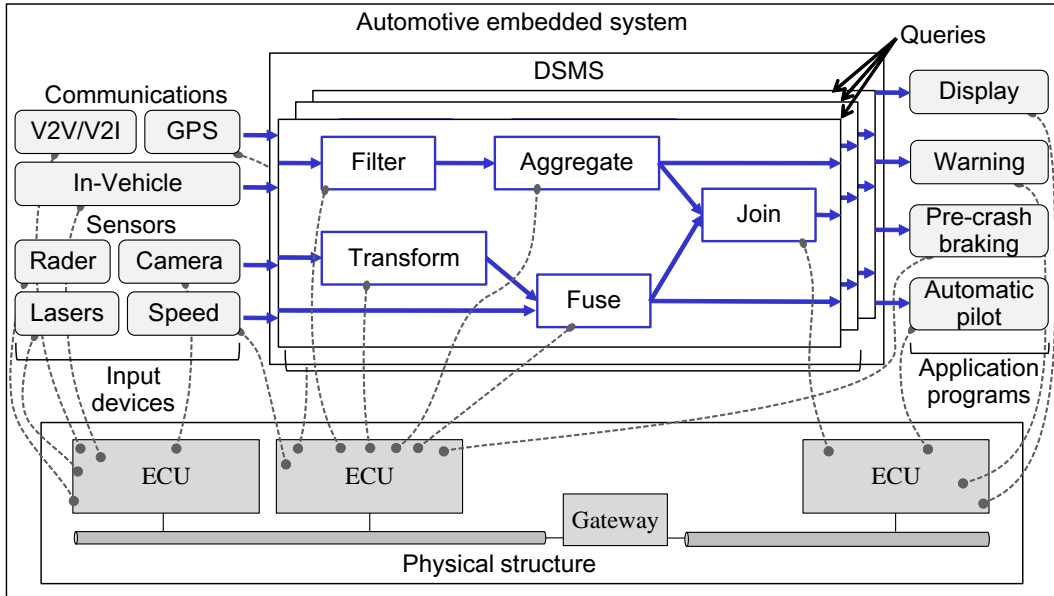 Automotive embedded system
Queries
DSMS
Communications
V2V/V2I
GPS
In-Vehicle
Sensors
Rader
Camera
Lasers
Speed
Input
devices
Filter
Aggregate
Transform
Join
Fuse
Display
Warning
Pre-crash
braking
Automatic
pilot
Application
programs
ECU
ECU
ECU
Gateway
Physical structure